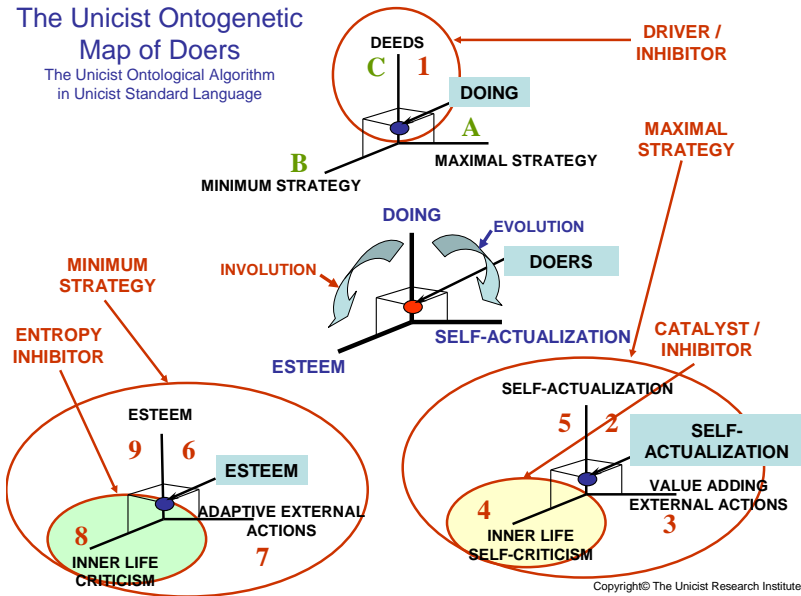 The Unicist Ontogenetic
Map of Doers
The Unicist Ontological Algorithm
in Unicist Standard Language
DEEDS
C 1
DRIVER /
INHIBITOR
DOING
A
B
MAXIMAL STRATEGY
MINIMUM STRATEGY
MAXIMAL
STRATEGY
DOING
EVOLUTION
INVOLUTION
DOERS
SELF-ACTUALIZATION
ESTEEM
MINIMUM
STRATEGY
ENTROPY
INHIBITOR
CATALYST /
INHIBITOR
ESTEEM
9 6
ESTEEM
ADAPTIVE EXTERNAL
ACTIONS
7
8
INNER LIFE
CRITICISM
SELF-ACTUALIZATION
5 2
SELF-
ACTUALIZATION
VALUE ADDING
EXTERNAL ACTIONS
3
4
INNER LIFE
SELF-CRITICISM
Copyright© The Unicist Research Institute